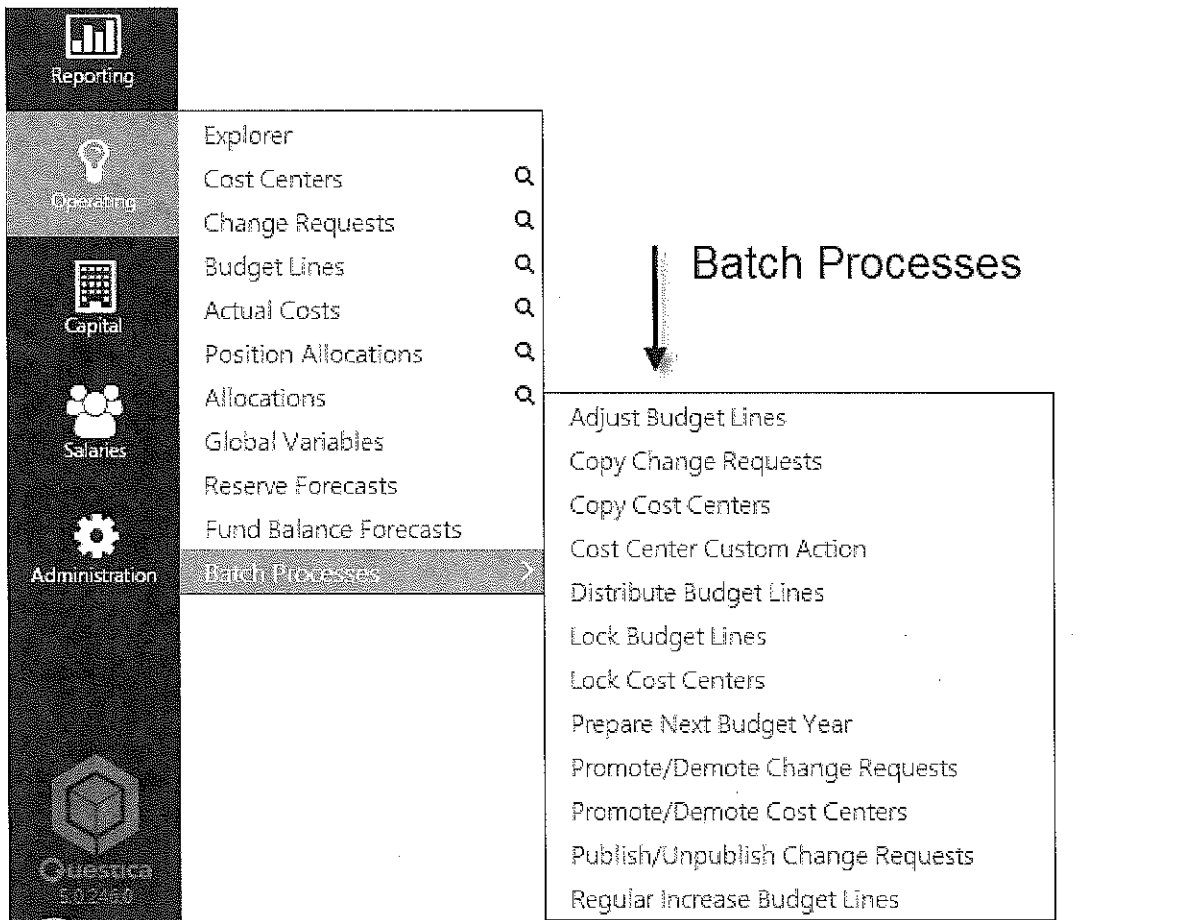 Reporting
Operating
Capital
Salaries
Administration
Questica
Explorer
Cost Centers
Change Requests
Budget Lines
Actual Costs
Position Allocations
Allocations
Global Variables
Reserve Forecasts
Fund Balance Forecasts
Batch Processes
Batch Processes
Adjust Budget Lines
Copy Change Requests
Copy Cost Centers
Cost Center Custom Action
Distribute Budget Lines
Lock Budget Lines
Lock Cost Centers
Prepare Next Budget Year
Promote/Demote Change Requests
Promote/Demote Cost Centers
Publish/Unpublish Change Requests
Regular Increase Budget Lines